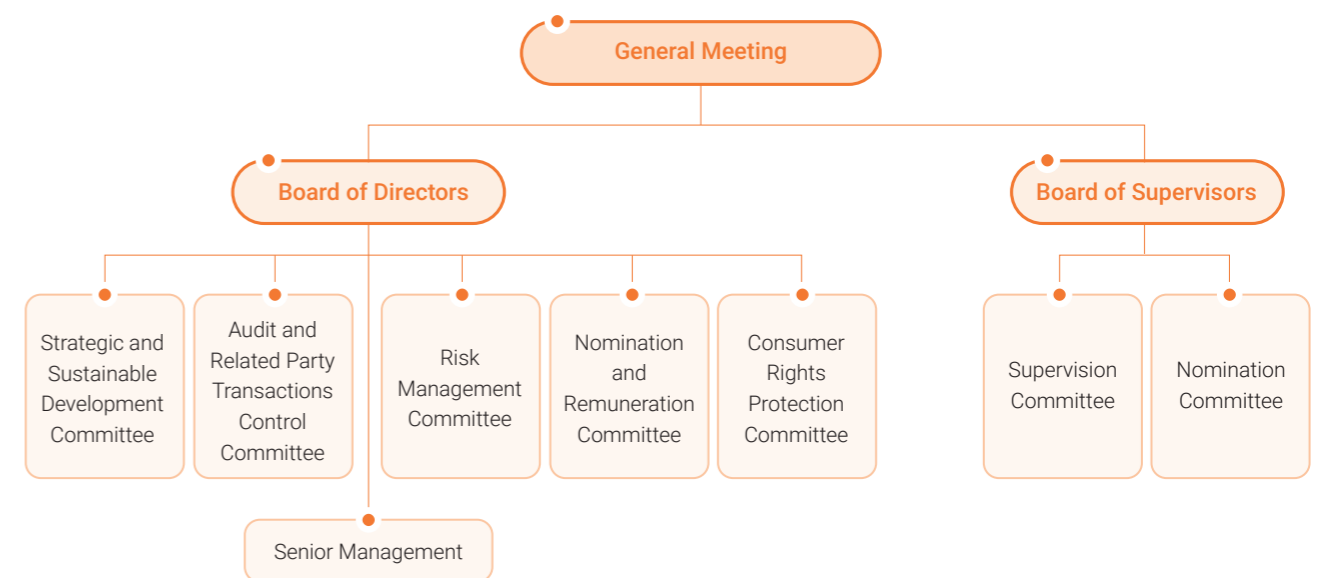 General Meeting
Board of Directors
Board of Supervisors
Strategic and
Sustainable
Development
Committee
Audit and
Related Party
Transactions
Control
Committee
Risk
Management
Committee
Nomination
and
Remuneration
Committee
Consumer
Rights
Protection
Committee
Supervision
Committee
Nomination
Committee
Senior Management